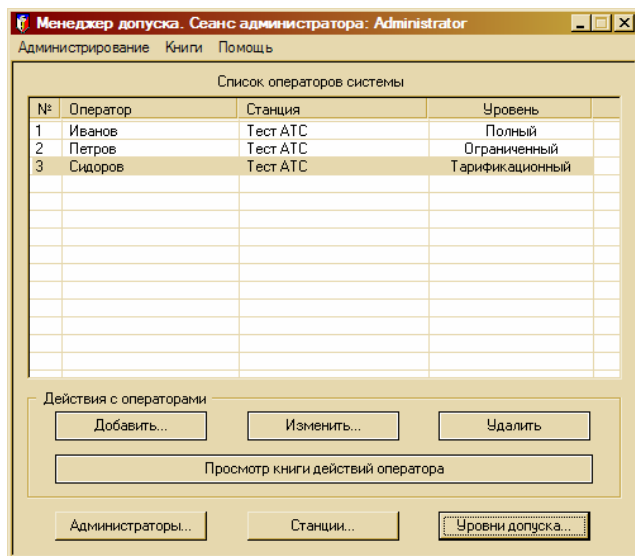 Менеджер допуска. Сеанс администратора: Administrator
Администрирование Книги Помощь
Список операторов системы
№ Оператор Станция Уровень
1 Иванов Тест АТС Полный
2 Петров Тест АТС Ограниченный
3 Сидоров Тест АТС Тарификационный
Действия с операторами
Добавить... Изменить... Удалить
Просмотр книги действий оператора
Администраторы... Станции... Уровни допуска...